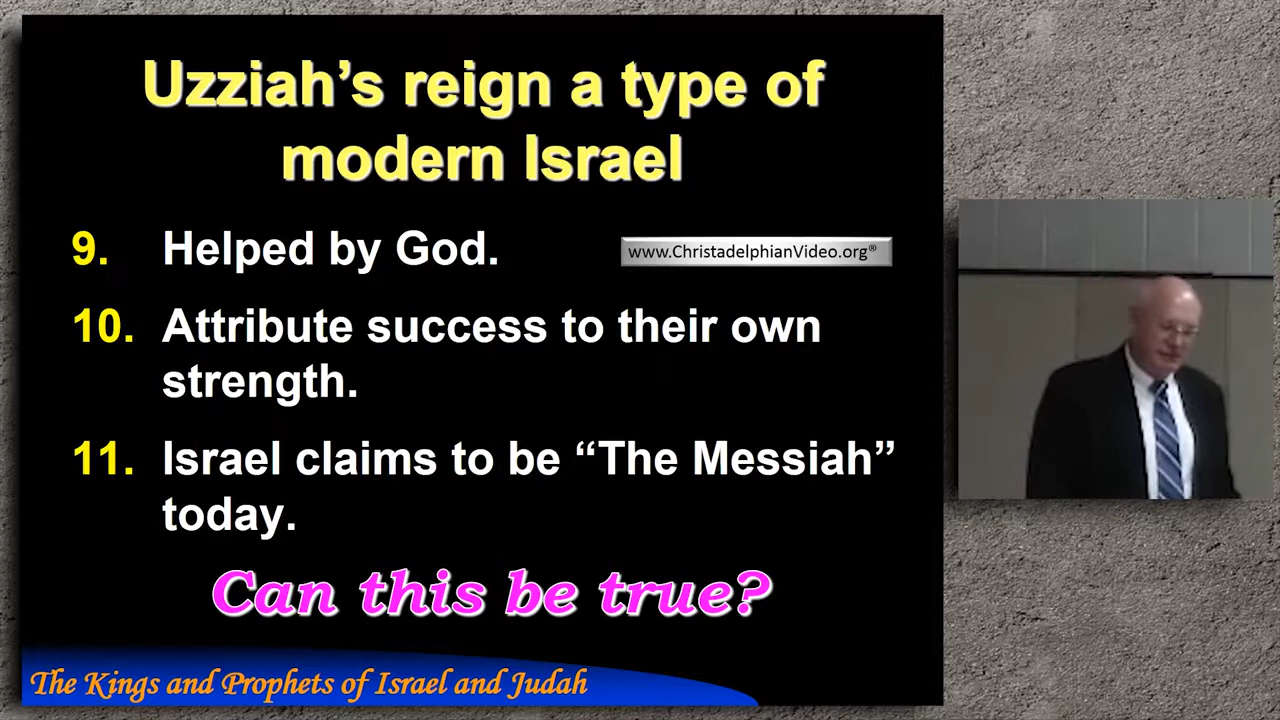 Uzziah’s reign a type of
modern Israel
9. Helped by God.
www.ChristadelphianVideo.org®
10. Attribute success to their own
strength.
11. Israel claims to be “The Messiah”
today.
Can this be true?
The Kings and Prophets of Israel and Judah